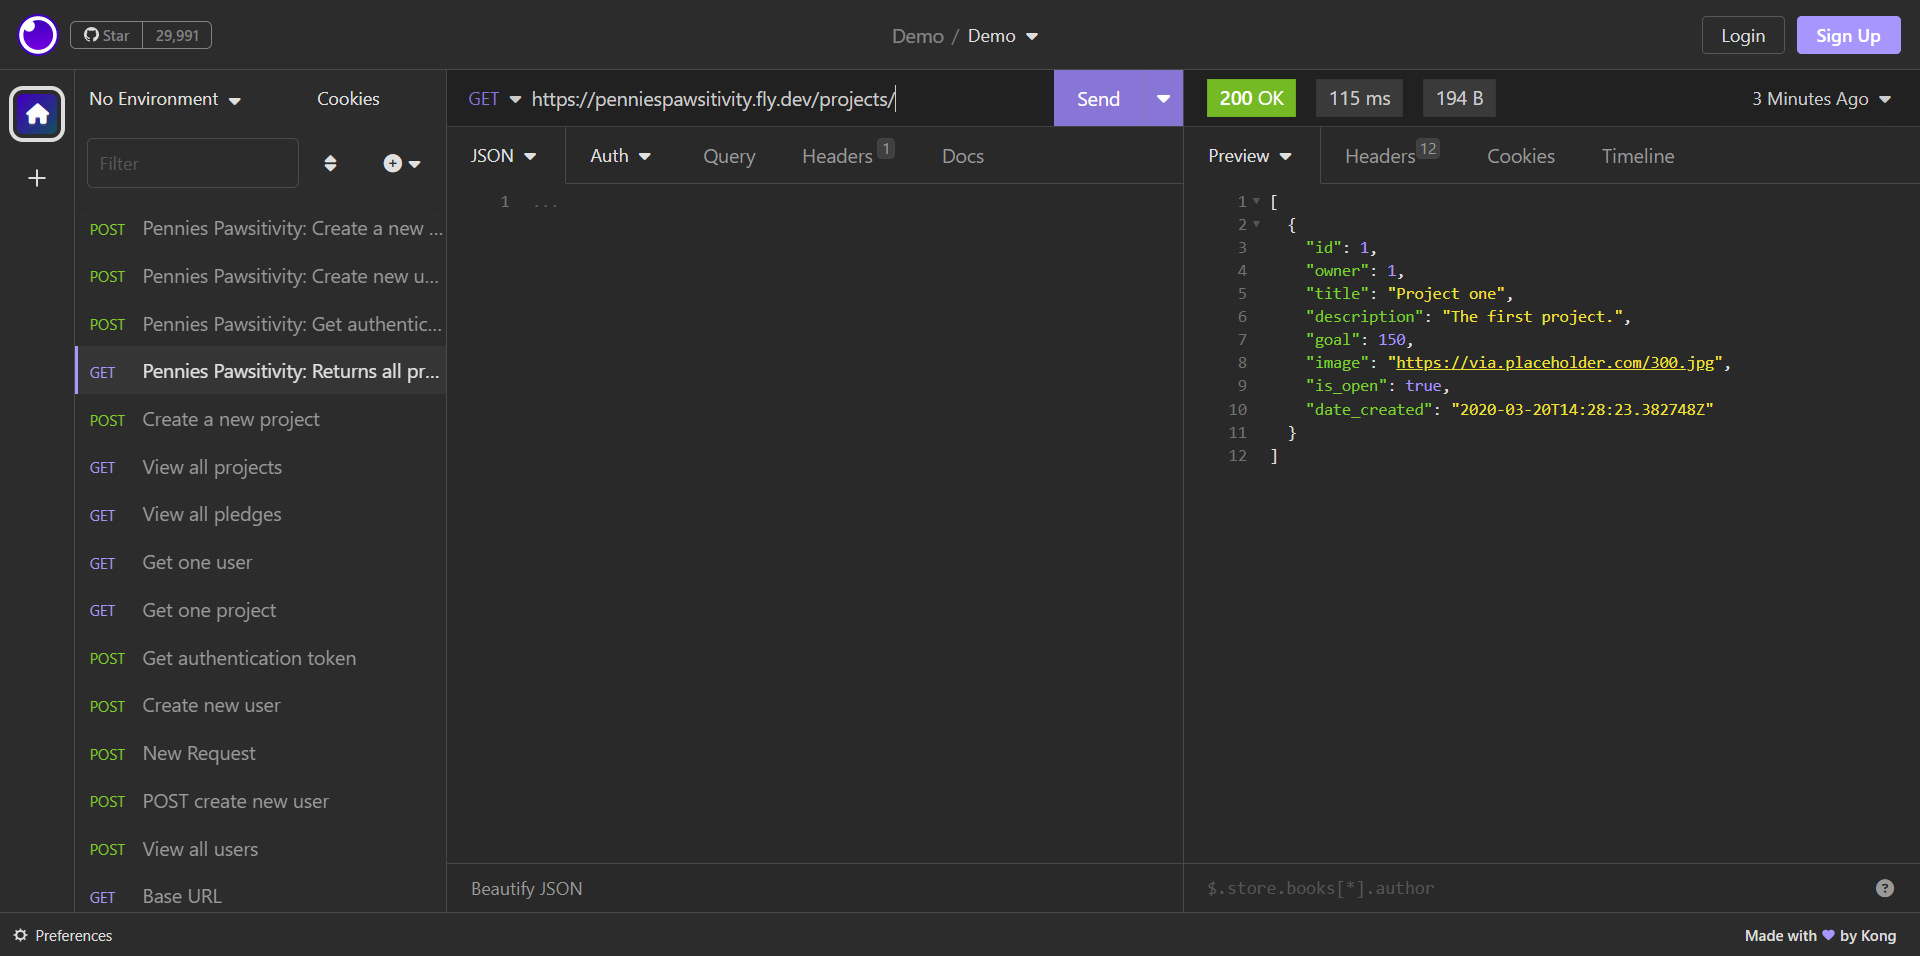 Star 29,991
Demo / Demo
Login
Sign Up
No Environment
Cookies
Filter
POST Pennies Pawsitivity: Create a new ...
POST Pennies Pawsitivity: Create new u...
POST Pennies Pawsitivity: Get authentic...
GET Pennies Pawsitivity: Returns all pr...
POST Create a new project
GET View all projects
GET View all pledges
GET Get one user
GET Get one project
POST Get authentication token
POST Create new user
POST New Request
POST POST create new user
POST View all users
GET Base URL
GET https://penniespawsitivity.fly.dev/projects/
Send
JSON Auth Query Headers 1 Docs
1 ...
Beautify JSON
200 OK 115 ms 194 B 3 Minutes Ago
Preview Headers 12 Cookies Timeline
1 [
2 {
3 "id": 1,
4 "owner": 1,
5 "title": "Project one",
6 "description": "The first project.",
7 "goal": 150,
8 "image": "https://via.placeholder.com/300.jpg",
9 "is_open": true,
10 "date_created": "2020-03-20T14:28:23.382748Z"
11 }
12 ]
$.store.books[*].author ?
Preferences
Made with 💜 by Kong